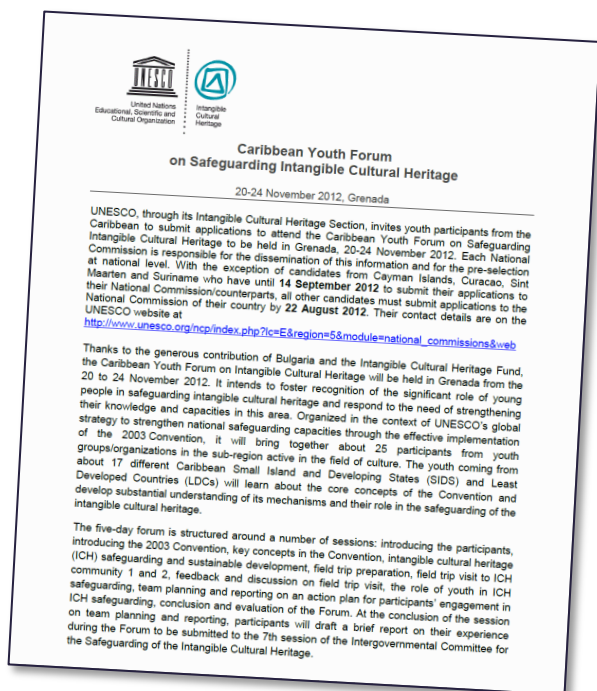 UNESCO
United Nations
Educational, Scientific and
Cultural Organization
Intangible
Cultural
Heritage
Caribbean Youth Forum
on Safeguarding Intangible Cultural Heritage
20-24 November 2012, Grenada
UNESCO, through its Intangible Cultural Heritage Section, invites youth participants from the
Caribbean to submit applications to attend the Caribbean Youth Forum on Safeguarding
Intangible Cultural Heritage to be held in Grenada, 20-24 November 2012. Each National
Commission is responsible for the dissemination of this information and for the pre-selection
at national level. With the exception of candidates from Cayman Islands, Curacao, Sint
Maarten and Suriname who have until 14 September 2012 to submit their applications to
their National Commission/counterparts, all other candidates must submit applications to the
National Commission of their country by 22 August 2012. Their contact details are on the
UNESCO website at
http://www.unesco.org/ncp/index.php?lc=E&region=5&module=national_commissions&web
Thanks to the generous contribution of Bulgaria and the Intangible Cultural Heritage Fund,
the Caribbean Youth Forum on Intangible Cultural Heritage will be held in Grenada from the
20 to 24 November 2012. It intends to foster recognition of the significant role of young
people in safeguarding intangible cultural heritage and respond to the need of strengthening
their knowledge and capacities in this area. Organized in the context of UNESCO's global
strategy to strengthen national safeguarding capacities through the effective implementation
of the 2003 Convention, it will bring together about 25 participants from youth
groups/organizations in the sub-region active in the field of culture. The youth coming from
about 17 different Caribbean Small Island and Developing States (SIDS) and Least
Developed Countries (LDCs) will learn about the core concepts of the Convention and
develop substantial understanding of its mechanisms and their role in the safeguarding of the
intangible cultural heritage.
The five-day forum is structured around a number of sessions: introducing the participants,
introducing the 2003 Convention, key concepts in the Convention, intangible cultural heritage
(ICH) safeguarding and sustainable development, field trip preparation, field trip visit to ICH
community 1 and 2, feedback and discussion on field trip visit, the role of youth in ICH
safeguarding, team planning and reporting on an action plan for participants' engagement in
ICH safeguarding, conclusion and evaluation of the Forum. At the conclusion of the session
on team planning and reporting, participants will draft a brief report on their experience
during the Forum to be submitted to the 7th session of the Intergovernmental Committee for
the Safeguarding of the Intangible Cultural Heritage.